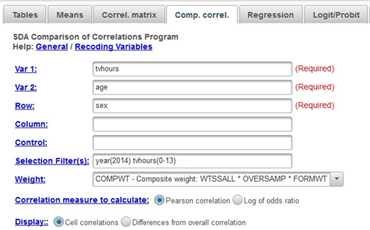 Tables Means Correl. matrix Comp. correl. Regression Logit/Probit
SDA Comparison of Correlations Program
Help: General / Recoding Variables
Var 1: tvhours (Required)
Var 2: age (Required)
Row: sex (Required)
Column:
Control:
Selection Filter(s): year(2014) tvhours(0-13)
Weight: COMPWT - Composite weight: WTSSALL * OVERSAMP * FORMWT
Correlation measure to calculate: Pearson correlation Log of odds ratio
Display:: Cell correlations Differences from overall correlation